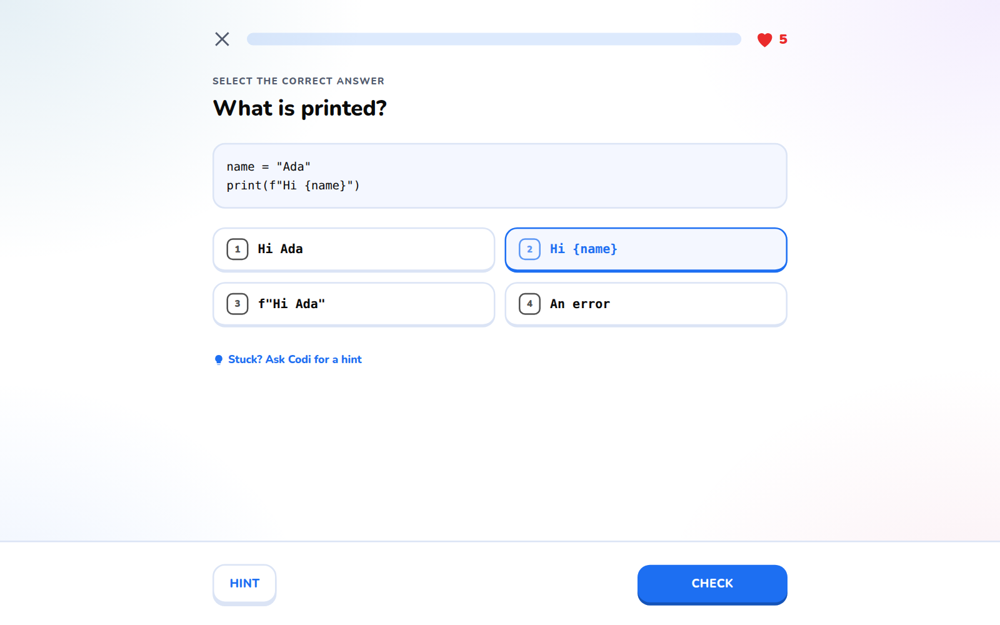 5
SELECT THE CORRECT ANSWER
What is printed?
name = "Ada"
print(f"Hi {name}")
1 Hi Ada
2 Hi {name}
3 f"Hi Ada"
4 An error
Stuck? Ask Codi for a hint
HINT
CHECK